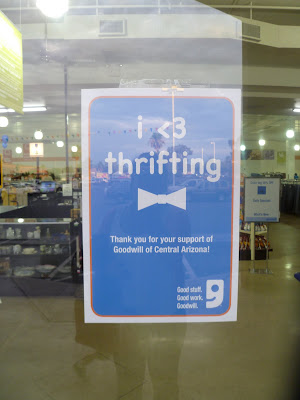 i <3
thrifting
Thank you for your support of
Goodwill of Central Arizona!
Good stuff.
Good work.
Goodwill.
g